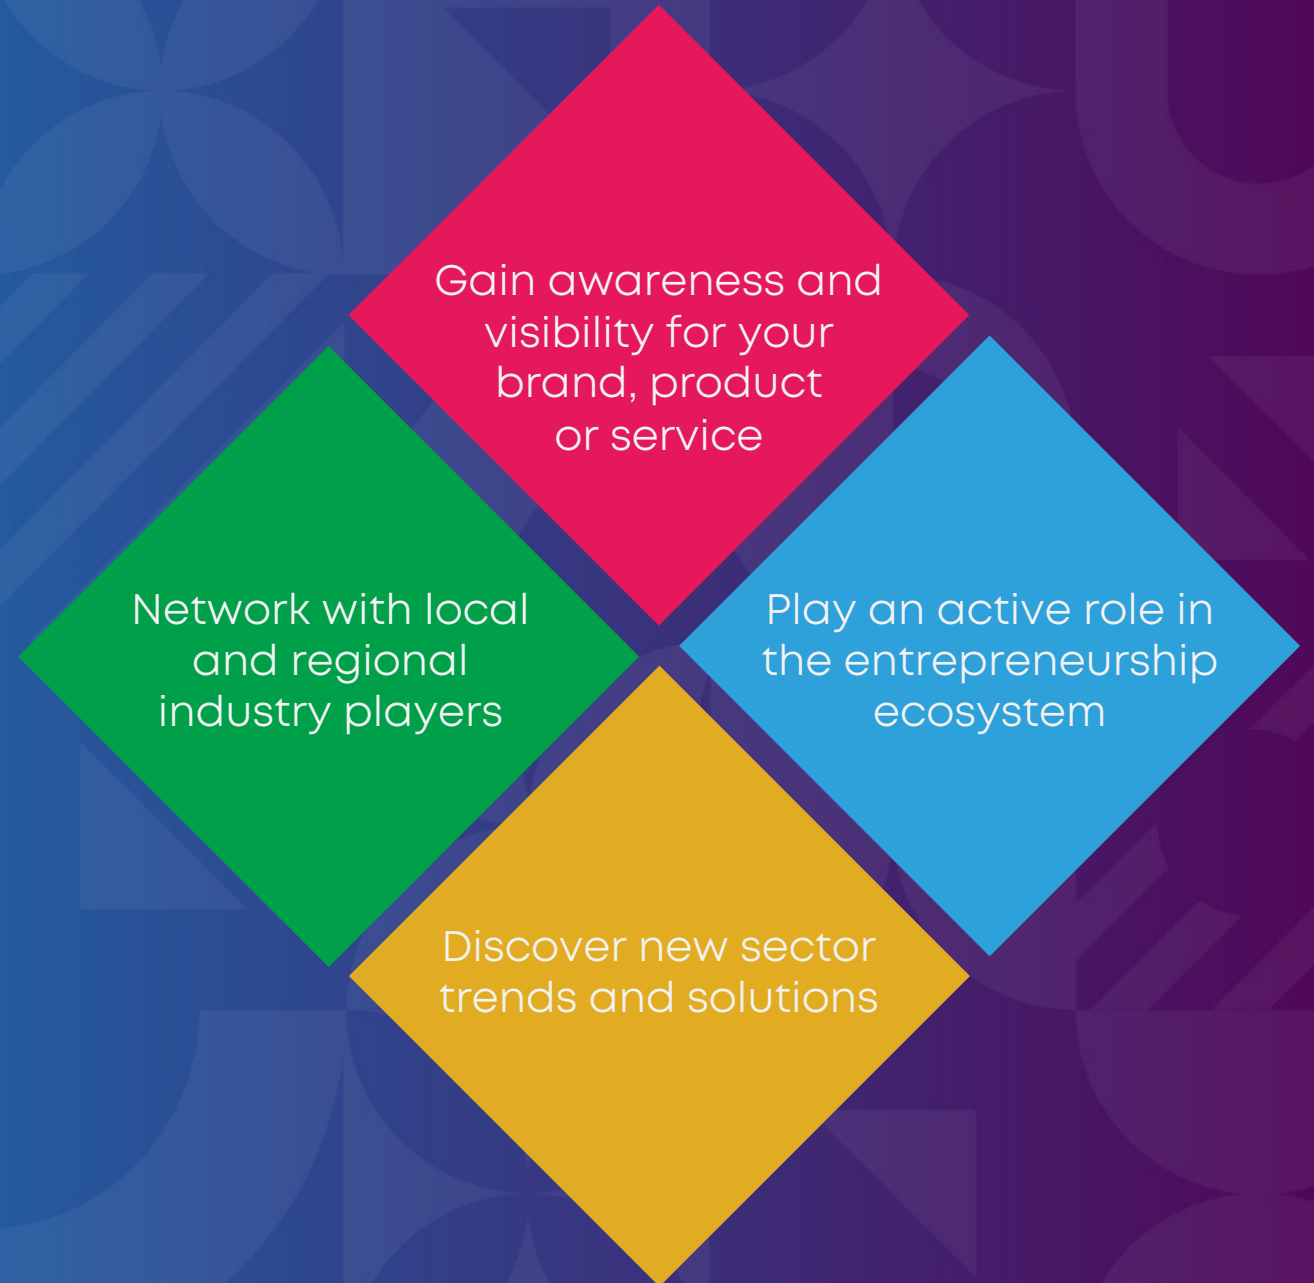 Gain awareness and
visibility for your
brand, product
or service
Network with local
and regional
industry players
Play an active role in
the entrepreneurship
ecosystem
Discover new sector
trends and solutions